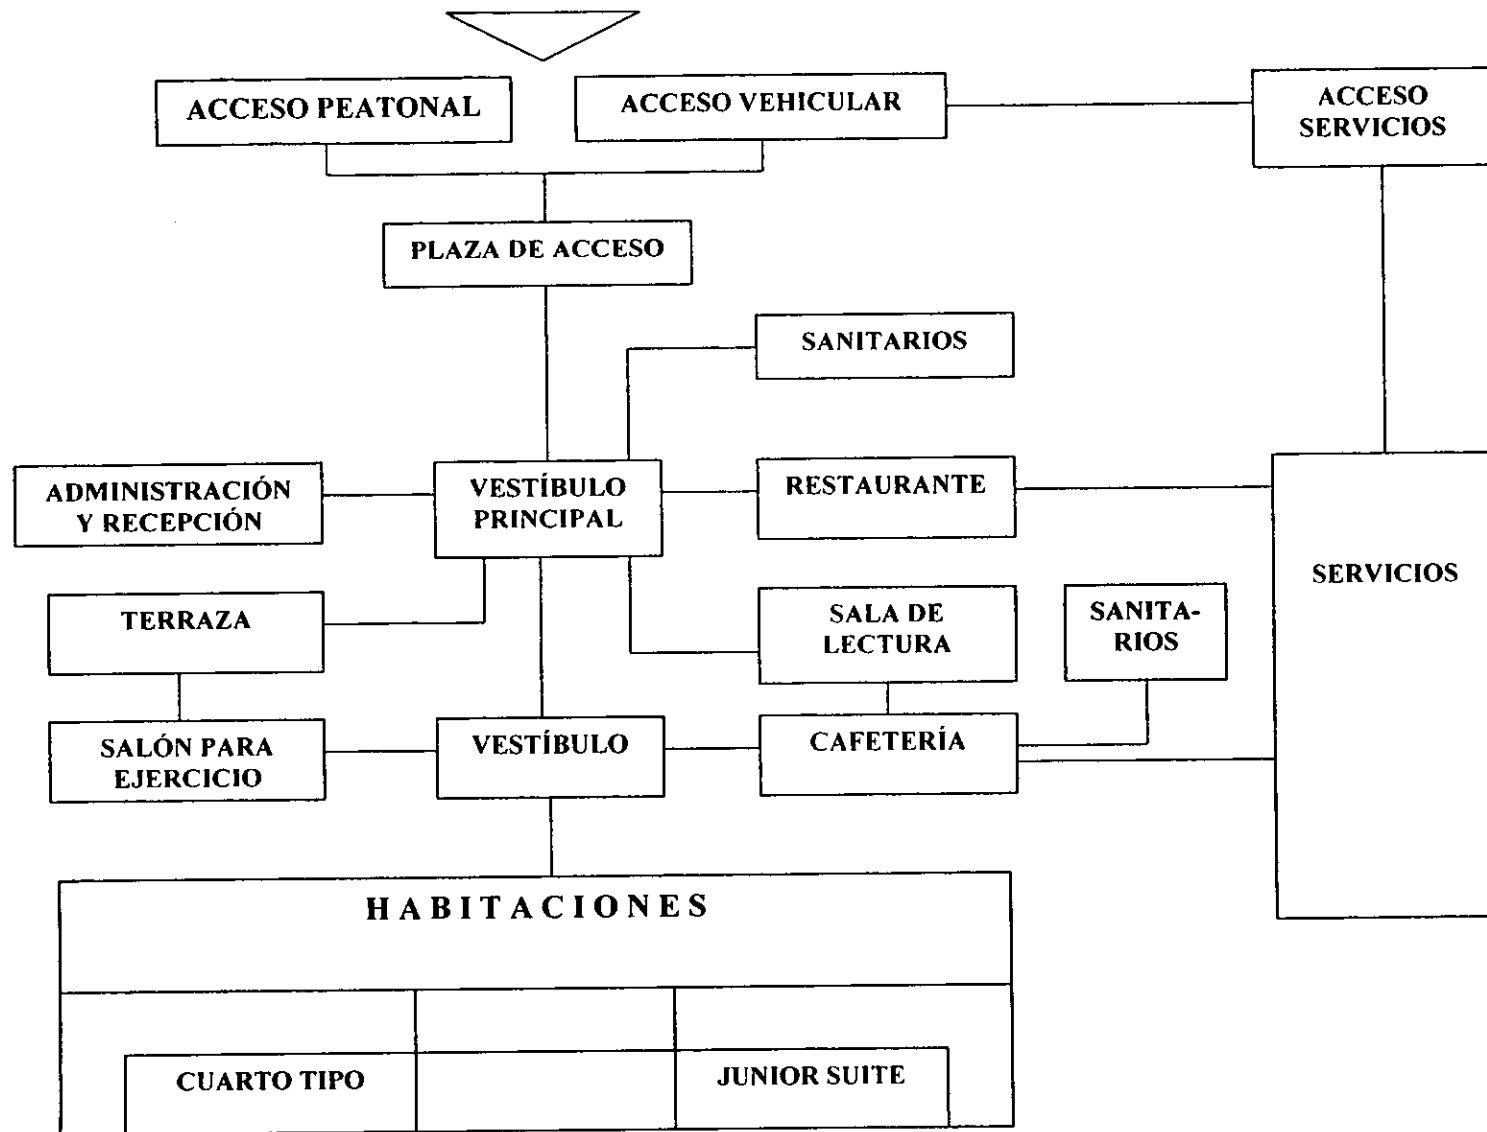 ACCESO PEATONAL
ACCESO VEHICULAR
ACCESO
SERVICIOS
PLAZA DE ACCESO
SANITARIOS
ADMINISTRACIÓN
Y RECEPCIÓN
VESTÍBULO
PRINCIPAL
RESTAURANTE
SERVICIOS
TERRAZA
SALA DE
LECTURA
SANITA-
RIOS
SALÓN PARA
EJERCICIO
VESTÍBULO
CAFETERÍA
HABITACIONES
CUARTO TIPO
JUNIOR SUITE